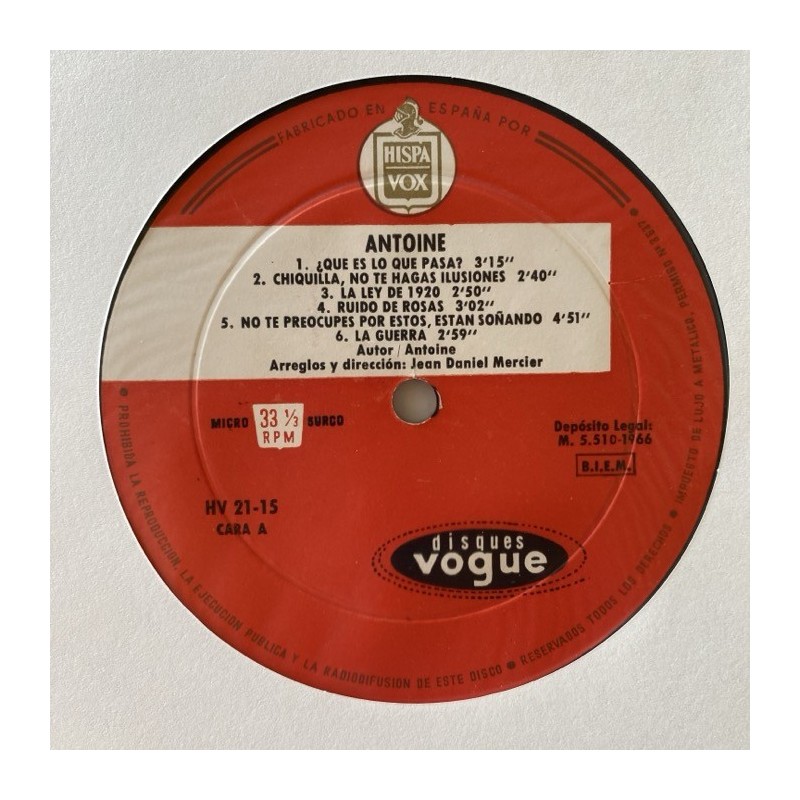 FABRICADO EN ESPAÑA POR
HISPA
VOX
ANTOINE
1. ¿QUE ES LO QUE PASA? 3'15''
2. CHIQUILLA, NO TE HAGAS ILUSIONES 2'40''
3. LA LEY DE 1920 2'50''
4. RUIDO DE ROSAS 3'02''
5. NO TE PREOCUPES POR ESTOS, ESTAN SOÑANDO 4'51''
6. LA GUERRA 2'59''
Autor: Antoine
Arreglos y dirección: Jean Daniel Mercier
MICRO 33 1/3 SURCO
RPM
Depósito Legal:
M. 5.510-1966
B.I.E.M.
HV 21-15
CARA A
disques
vogue
• PROHIBIDA LA REPRODUCCION, LA EJECUCION PUBLICA Y LA RADIODIFUSION DE ESTE DISCO • RESERVADOS TODOS LOS DERECHOS • IMPUESTO DE LUJO A METALICO, PERMISO Nº 2537